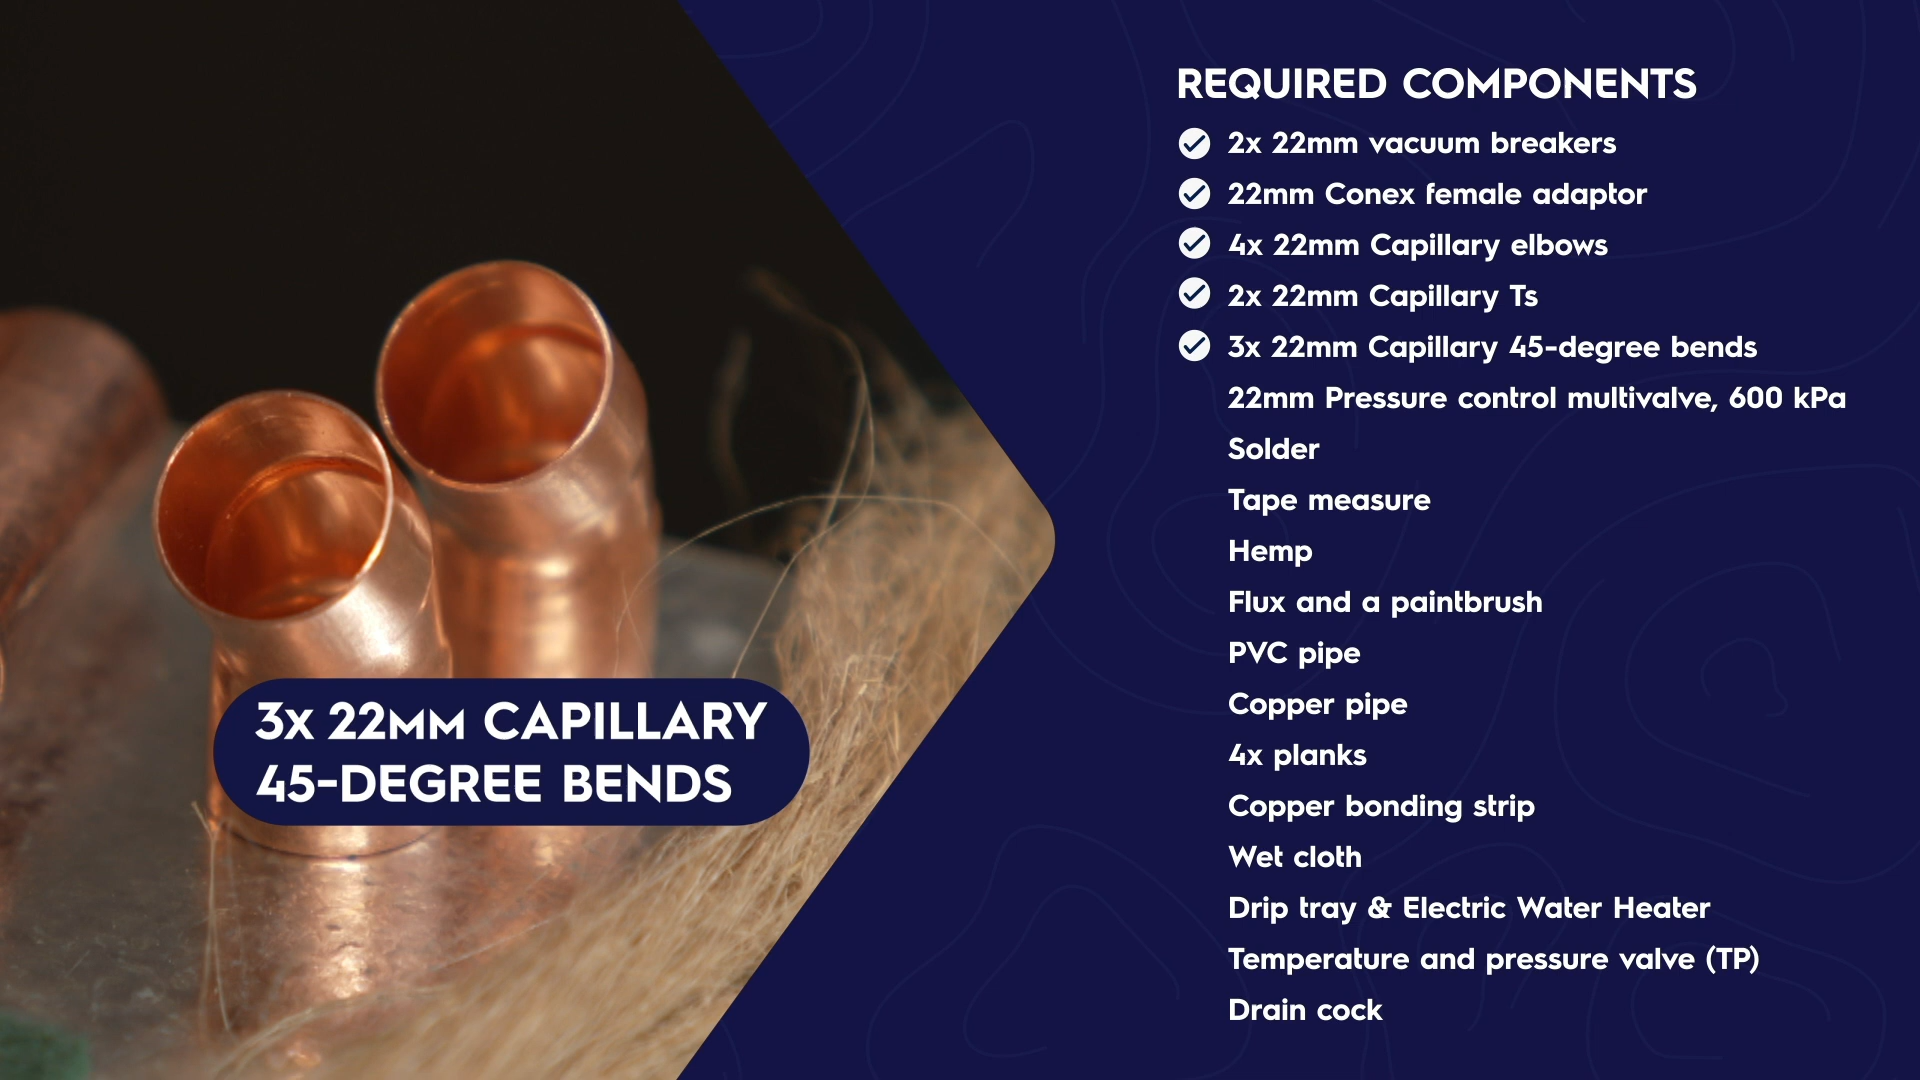 3x 22MM CAPILLARY
45-DEGREE BENDS
REQUIRED COMPONENTS
2x 22mm vacuum breakers
22mm Conex female adaptor
4x 22mm Capillary elbows
2x 22mm Capillary Ts
3x 22mm Capillary 45-degree bends
22mm Pressure control multivalve, 600 kPa
Solder
Tape measure
Hemp
Flux and a paintbrush
PVC pipe
Copper pipe
4x planks
Copper bonding strip
Wet cloth
Drip tray & Electric Water Heater
Temperature and pressure valve (TP)
Drain cock